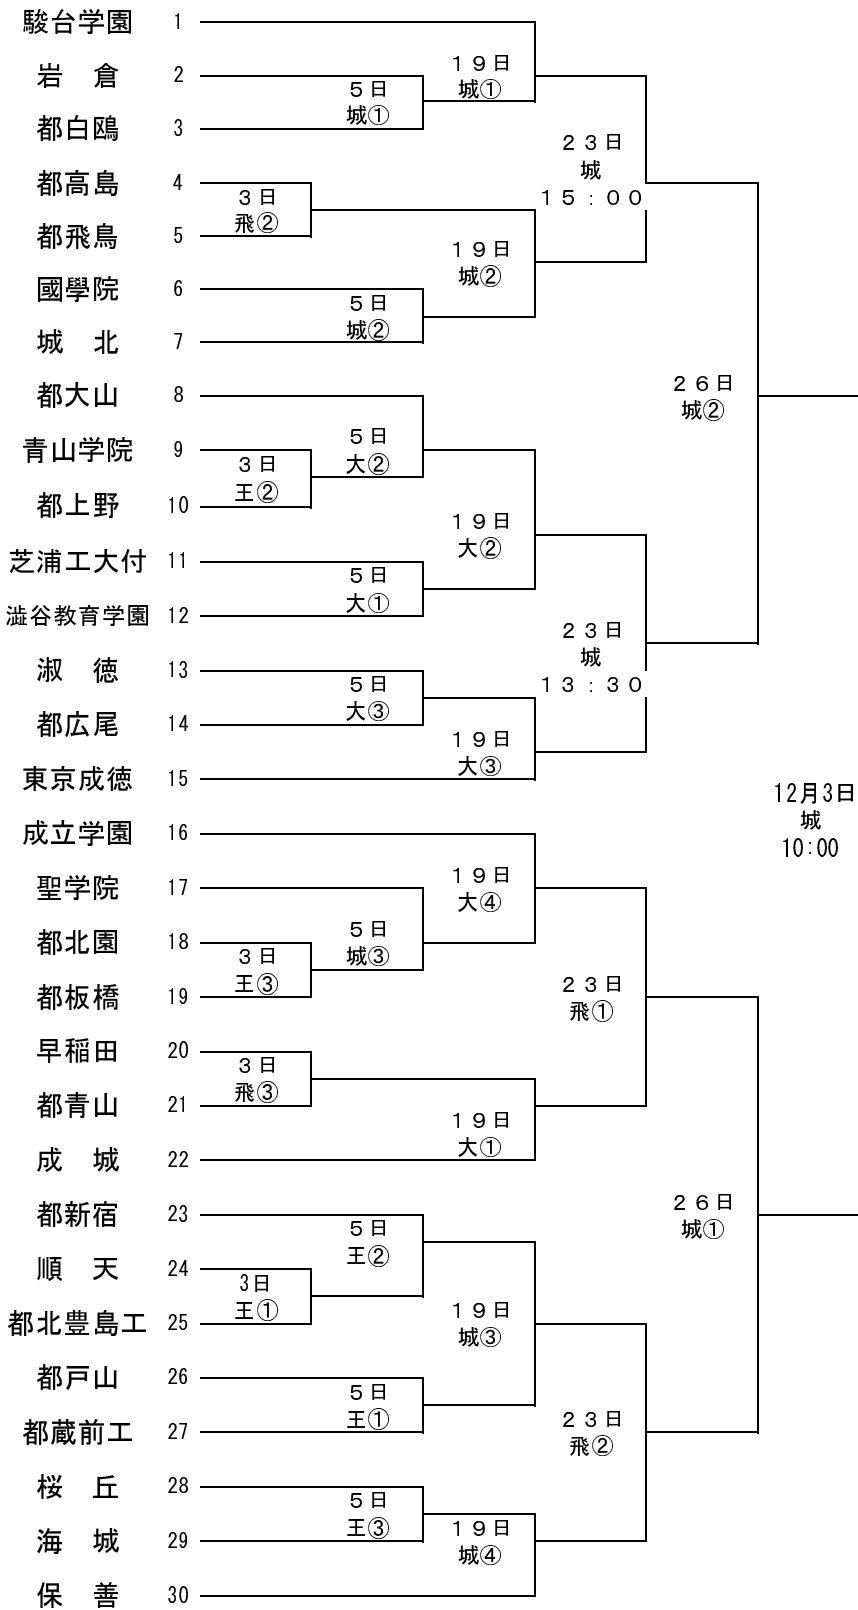 駿台学園 1
岩　倉 2
都白鴎 3
都高島 4
都飛鳥 5
國學院 6
城　北 7
都大山 8
青山学院 9
都上野 10
芝浦工大付 11
澁谷教育学園 12
淑　徳 13
都広尾 14
東京成徳 15
成立学園 16
聖学院 17
都北園 18
都板橋 19
早稲田 20
都青山 21
成　城 22
都新宿 23
順　天 24
都北豊島工 25
都戸山 26
都蔵前工 27
桜　丘 28
海　城 29
保　善 30
3日
飛②
3日
王②
3日
王③
3日
飛③
3日
王①
5日
城①
5日
城②
5日
大②
5日
大①
5日
大③
5日
城③
5日
王②
5日
王①
5日
王③
19日
城①
19日
城②
19日
大②
19日
大③
19日
大④
19日
大①
19日
城③
19日
城④
23日
城
15：00
23日
城
13：30
23日
飛①
23日
飛②
26日
城②
26日
城①
12月3日
城
10:00